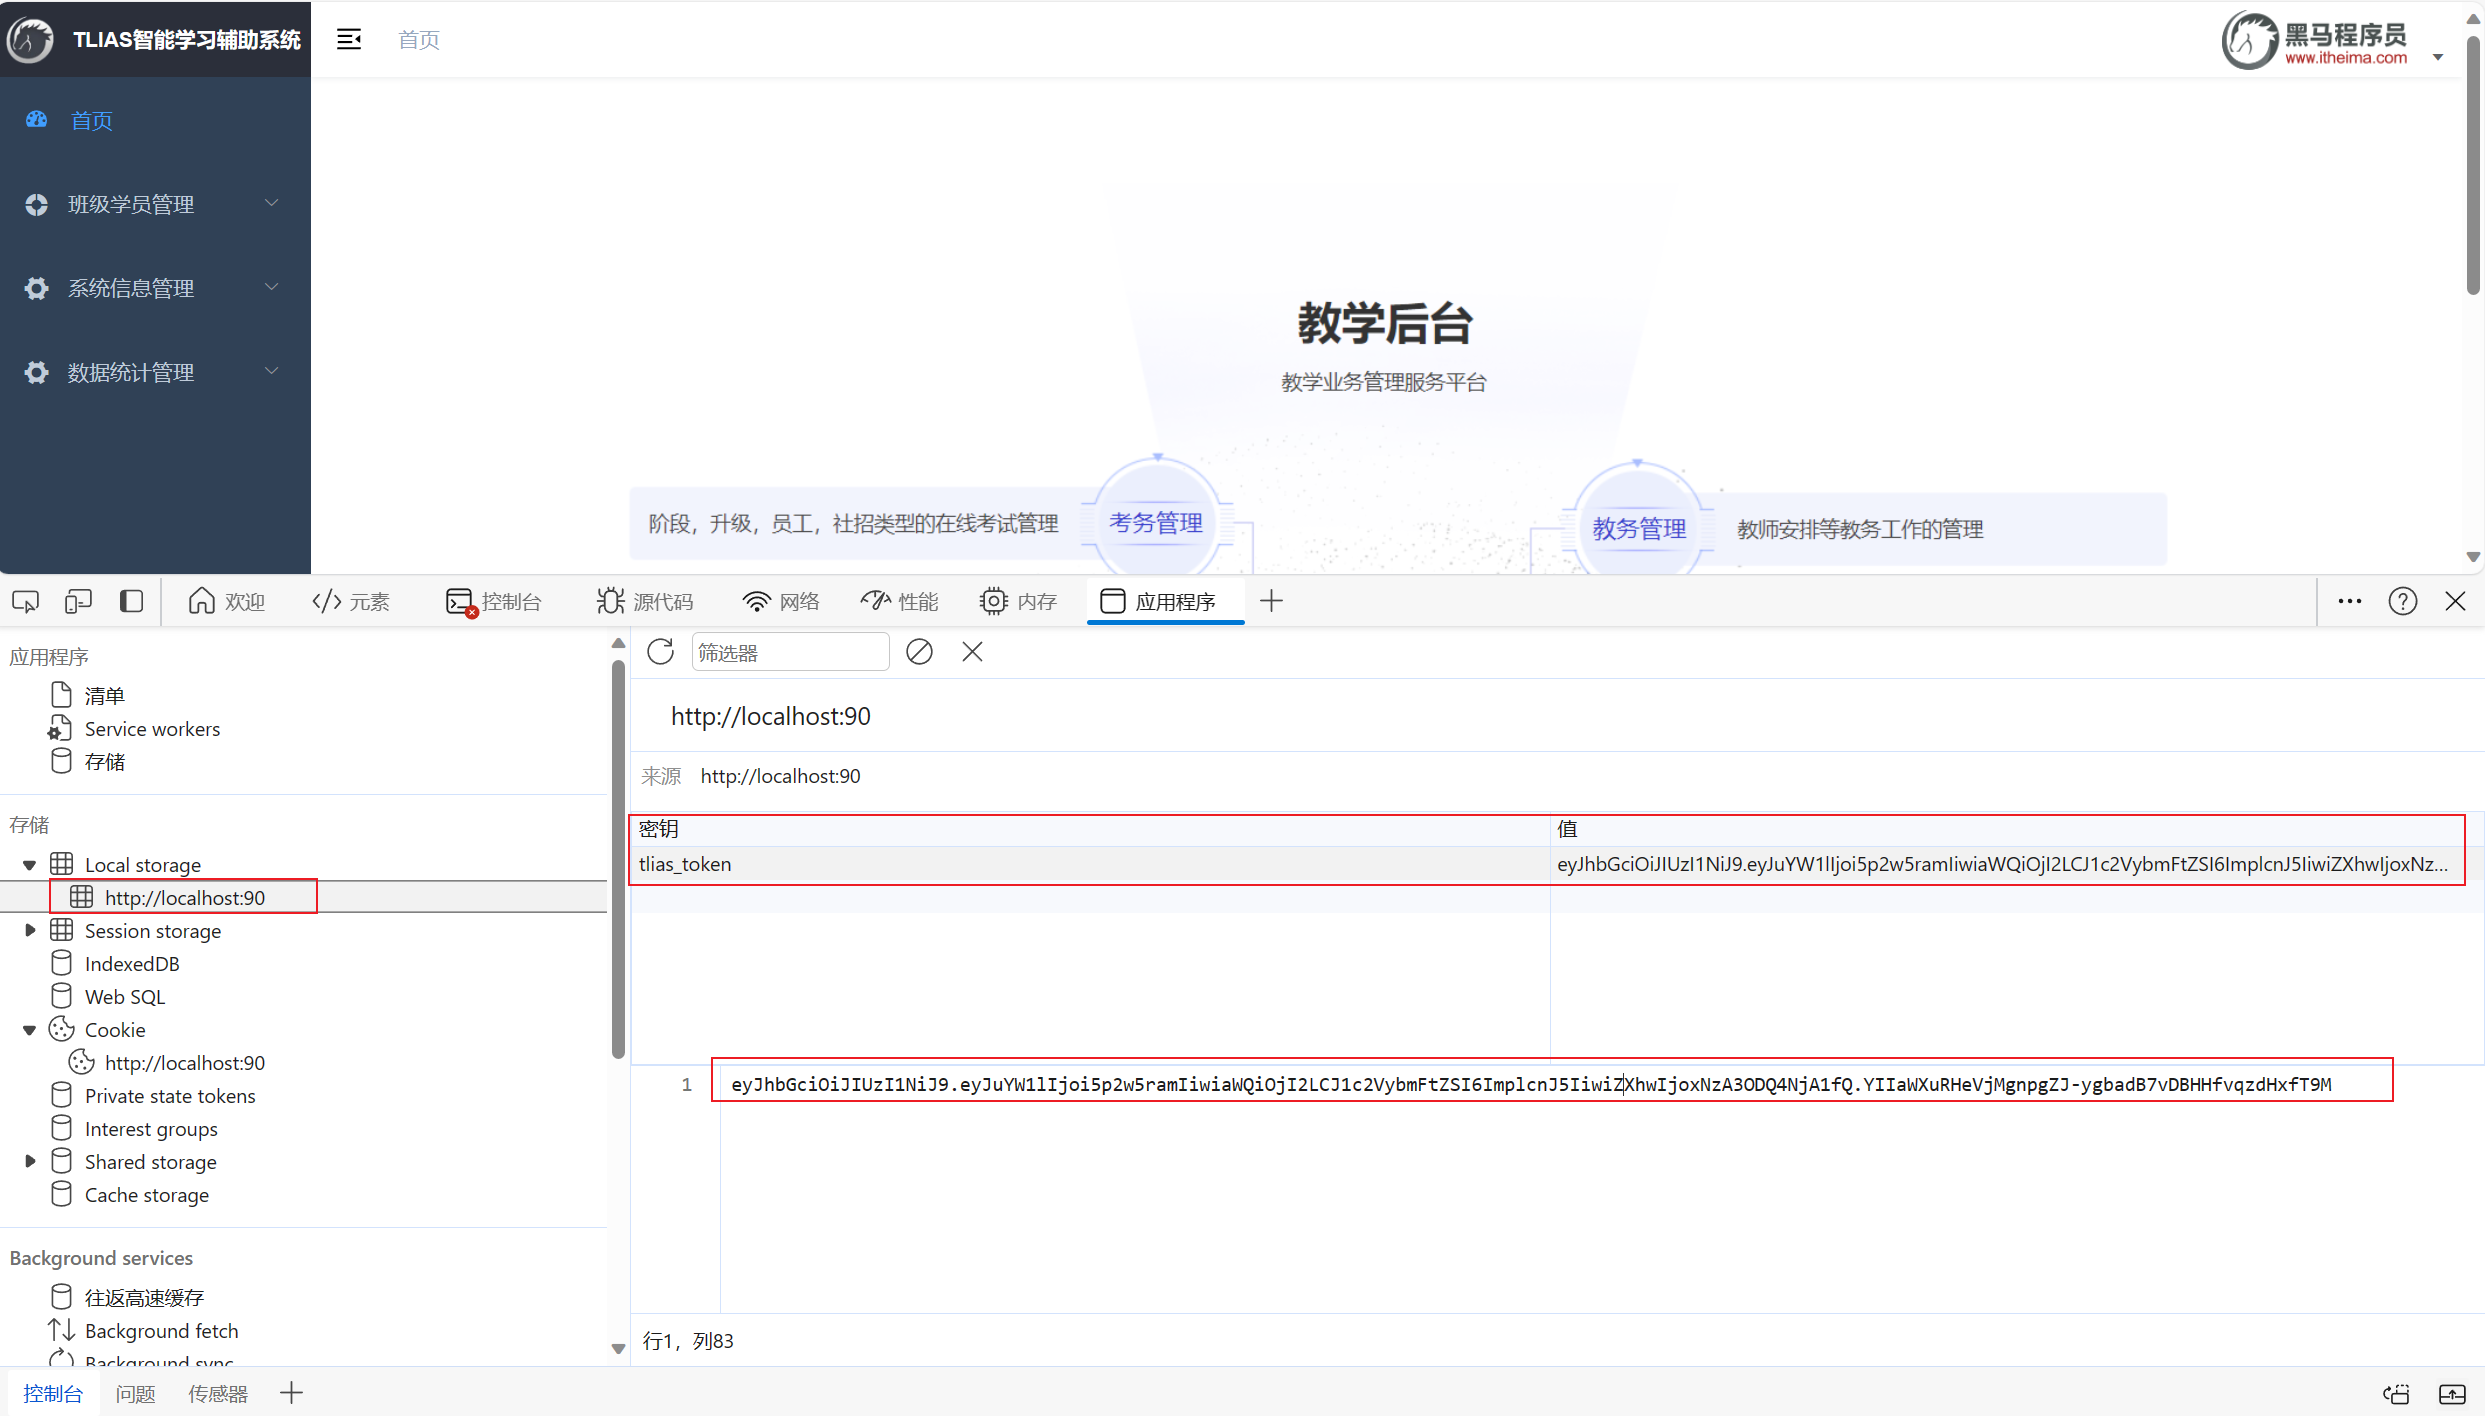 TLIAS智能学习辅助系统
首页
黑马程序员
www.itheima.com
首页
班级学员管理
系统信息管理
数据统计管理
教学后台
教学业务管理服务平台
阶段，升级，员工，社招类型的在线考试管理
考务管理
教务管理
教师安排等教务工作的管理
欢迎
元素
控制台
源代码
网络
性能
内存
应用程序
应用程序
清单
Service workers
存储
存储
Local storage
http://localhost:90
Session storage
IndexedDB
Web SQL
Cookie
http://localhost:90
Private state tokens
Interest groups
Shared storage
Cache storage
Background services
往返高速缓存
Background fetch
Background sync
筛选器
http://localhost:90
来源 http://localhost:90
密钥 值
tlias_token eyJhbGciOiJIUzI1NiJ9.eyJuYW1lIjoi5p2w5ramIiwiaWQiOjI2LCJ1c2VybmFtZSI6ImplcnJ5IiwiZXhwIjoxNz...
1 eyJhbGciOiJIUzI1NiJ9.eyJuYW1lIjoi5p2w5ramIiwiaWQiOjI2LCJ1c2VybmFtZSI6ImplcnJ5IiwiZXhwIjoxNzA3ODQ4NjA1fQ.YIIaWXuRHeVjMgnpgZJ-ygbadB7vDBHHfvqzdHxfT9M
行1，列83
控制台
问题
传感器